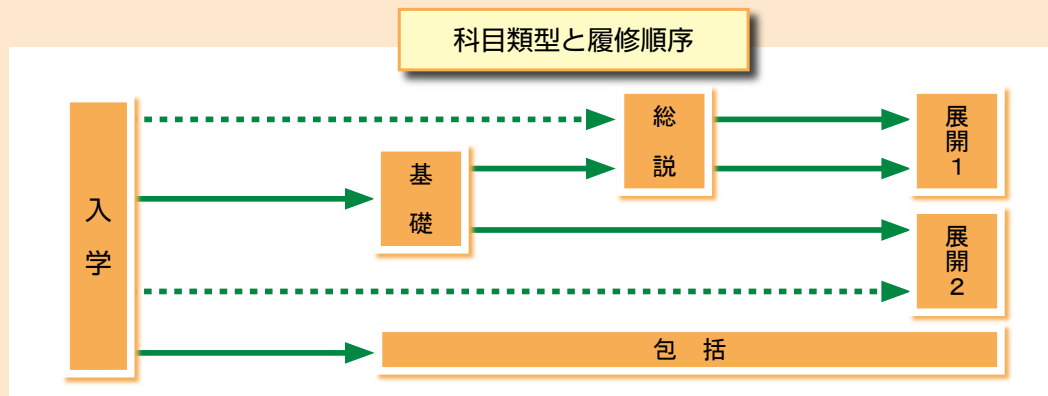 科目類型と履修順序
入学
基礎
総説
展開1
展開2
包括